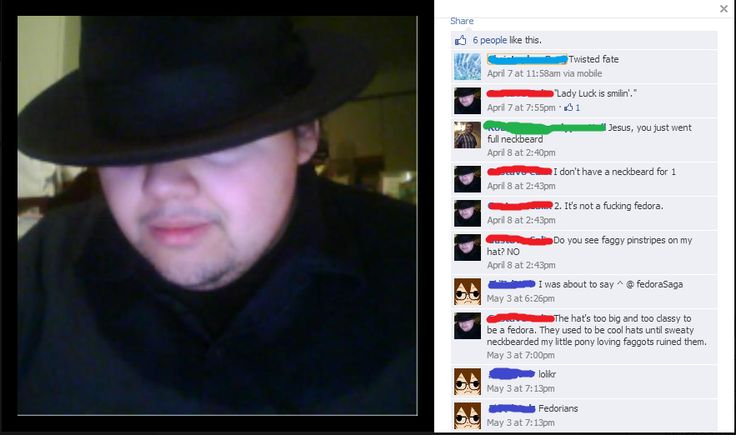 Share
6 people like this.
Twisted fate
April 7 at 11:58am via mobile
"Lady Luck is smilin'."
April 7 at 7:55pm · 1
Jesus, you just went
full neckbeard
April 8 at 2:40pm
I don't have a neckbeard for 1
April 8 at 2:43pm
2. It's not a fucking fedora.
April 8 at 2:43pm
Do you see faggy pinstripes on my
hat? NO
April 8 at 2:43pm
I was about to say ^ @ fedoraSaga
May 3 at 6:26pm
The hat's too big and too classy to
be a fedora. They used to be cool hats until sweaty
neckbearded my little pony loving faggots ruined them.
May 3 at 7:00pm
lolikr
May 3 at 7:13pm
Fedorians
May 3 at 7:13pm